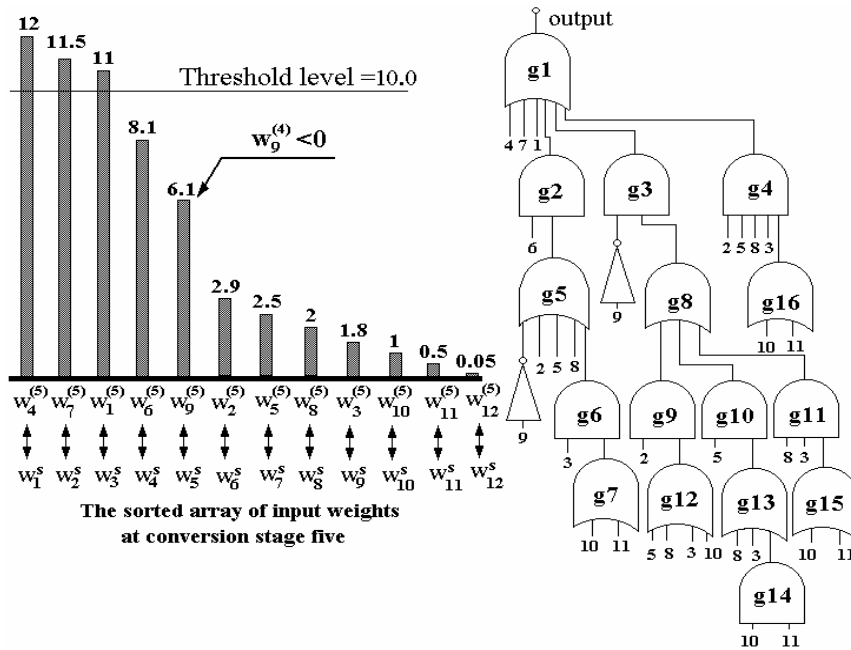 12
11.5
11
Threshold level =10.0
8.1
w9(4) <0
6.1
2.9
2.5
2
1.8
1
0.5
0.05
w4(5) w7(5) w1(5) w6(5) w9(5) w2(5) w5(5) w8(5) w3(5) w10(5) w11(5) w12(5)
w1s w2s w3s w4s w5s w6s w7s w8s w9s w10s w11s w12s
The sorted array of input weights
at conversion stage five
output
g1
4 7 1
g2
g3
g4
6
2 5 8 3
g5
g8
g16
9
10 11
2 5 8
9
g6
g9
g10
g11
3
2
5
8 3
g7
g12
g13
g15
10 11
5 8 3 10
8 3
10 11
g14
10 11